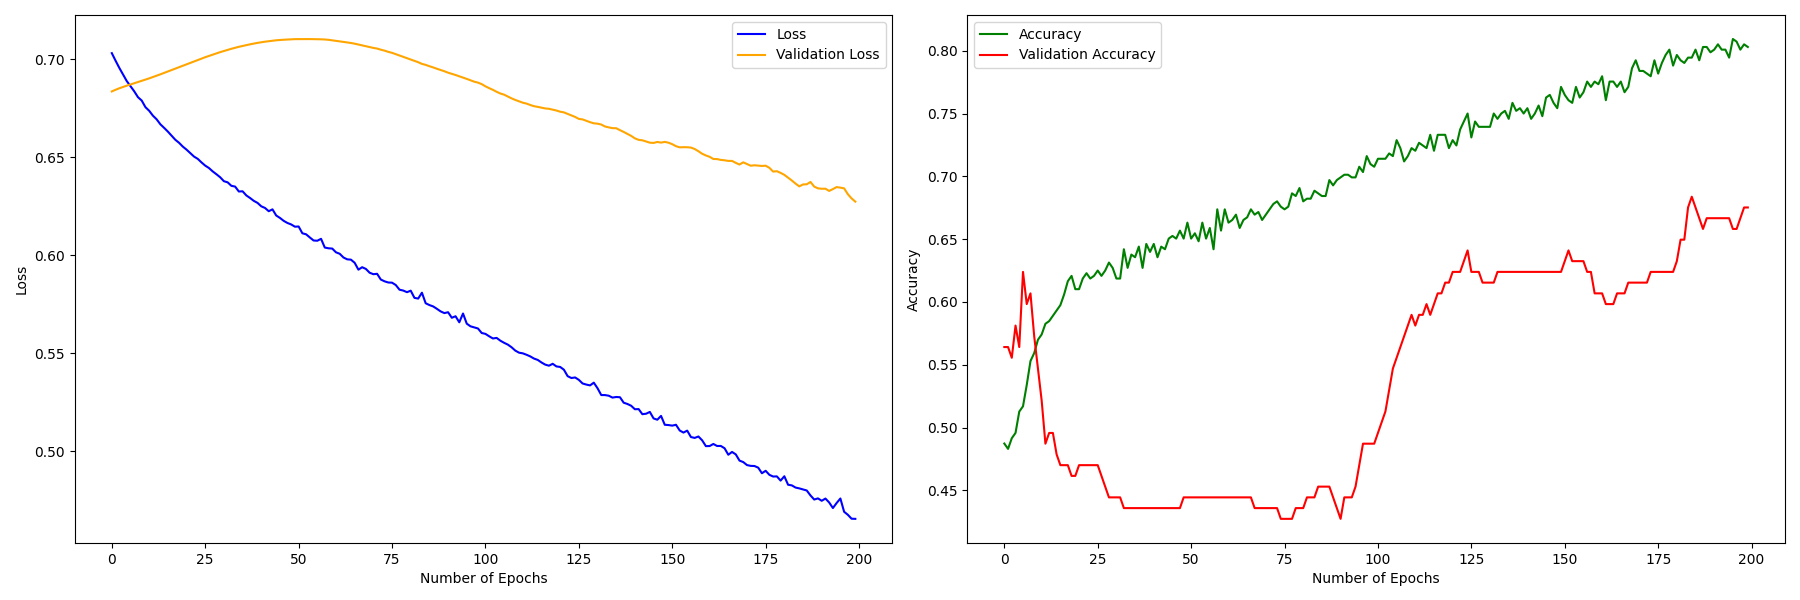 Loss
Validation Loss
0.70
0.65
0.60
0.55
0.50
Loss
0 25 50 75 100 125 150 175 200
Number of Epochs
Accuracy
Validation Accuracy
0.80
0.75
0.70
0.65
0.60
0.55
0.50
0.45
Accuracy
0 25 50 75 100 125 150 175 200
Number of Epochs